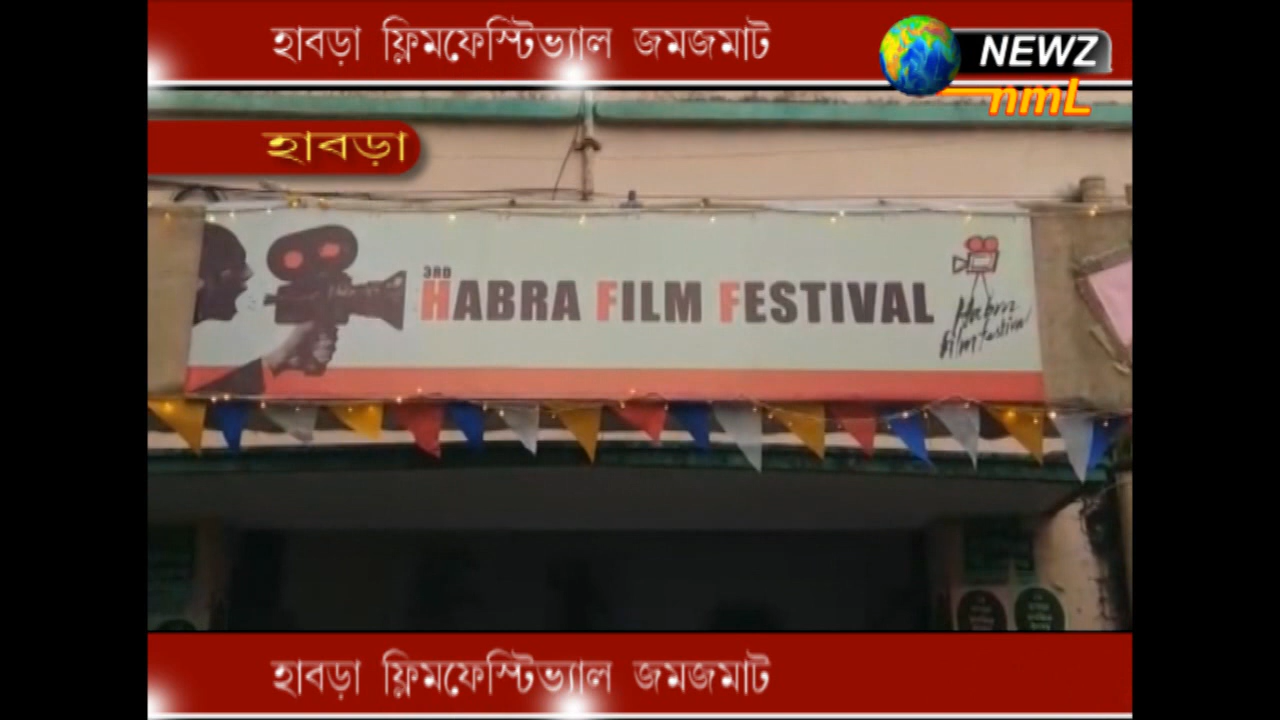 হাবড়া ফ্লিমফেস্টিভ্যাল জমজমাট
NEWZ
nmL
হাবড়া
3RD
HABRA FILM FESTIVAL
Habra
Film festival
হাবড়া ফ্লিমফেস্টিভ্যাল জমজমাট